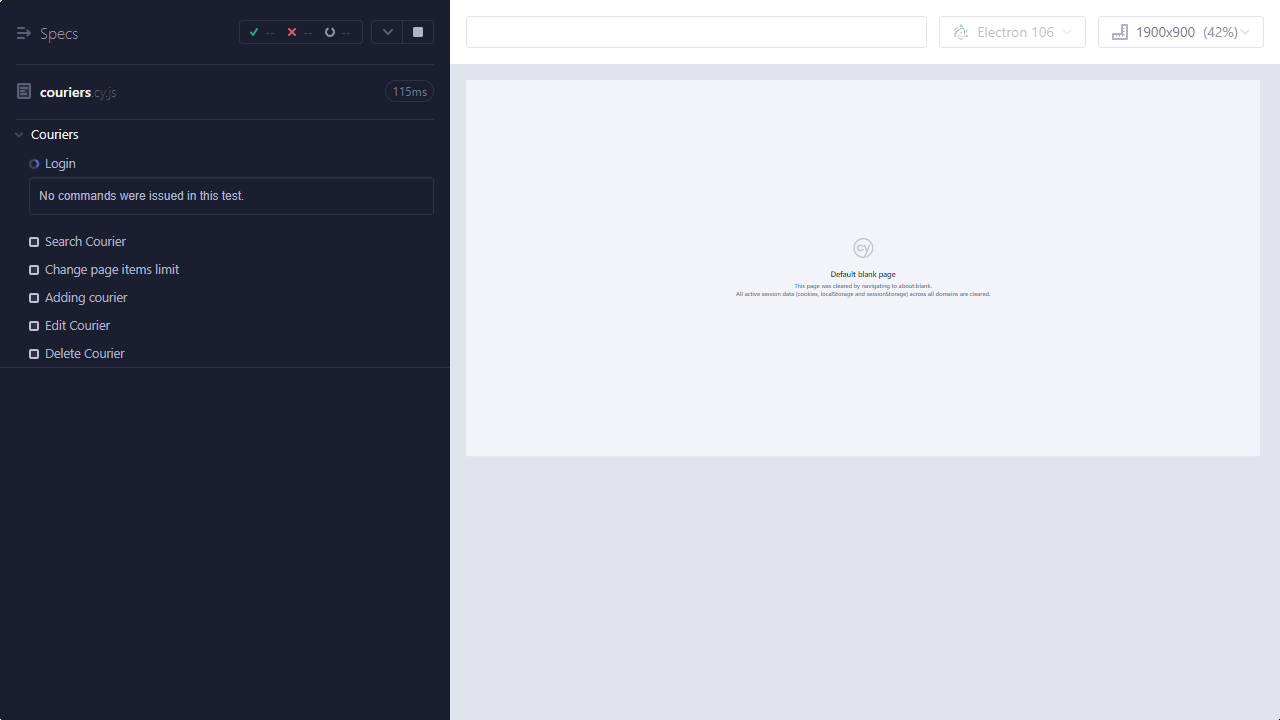 Specs
--
--
--
couriers.cy.js
115ms
Couriers
Login
No commands were issued in this test.
Search Courier
Change page items limit
Adding courier
Edit Courier
Delete Courier
Electron 106
1900x900 (42%)
cy
Default blank page
This page was cleared by navigating to about:blank.
All active session data (cookies, localStorage and sessionStorage) across all domains are cleared.